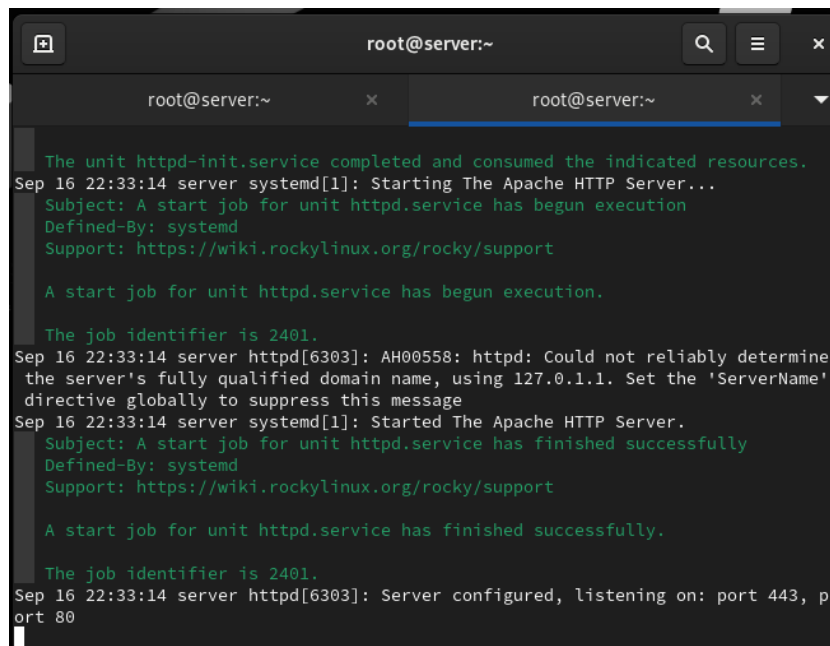 root@server:~
root@server:~ root@server:~
The unit httpd-init.service completed and consumed the indicated resources.
Sep 16 22:33:14 server systemd[1]: Starting The Apache HTTP Server...
Subject: A start job for unit httpd.service has begun execution
Defined-By: systemd
Support: https://wiki.rockylinux.org/rocky/support
A start job for unit httpd.service has begun execution.
The job identifier is 2401.
Sep 16 22:33:14 server httpd[6303]: AH00558: httpd: Could not reliably determine
the server's fully qualified domain name, using 127.0.1.1. Set the 'ServerName'
directive globally to suppress this message
Sep 16 22:33:14 server systemd[1]: Started The Apache HTTP Server.
Subject: A start job for unit httpd.service has finished successfully
Defined-By: systemd
Support: https://wiki.rockylinux.org/rocky/support
A start job for unit httpd.service has finished successfully.
The job identifier is 2401.
Sep 16 22:33:14 server httpd[6303]: Server configured, listening on: port 443, p
ort 80